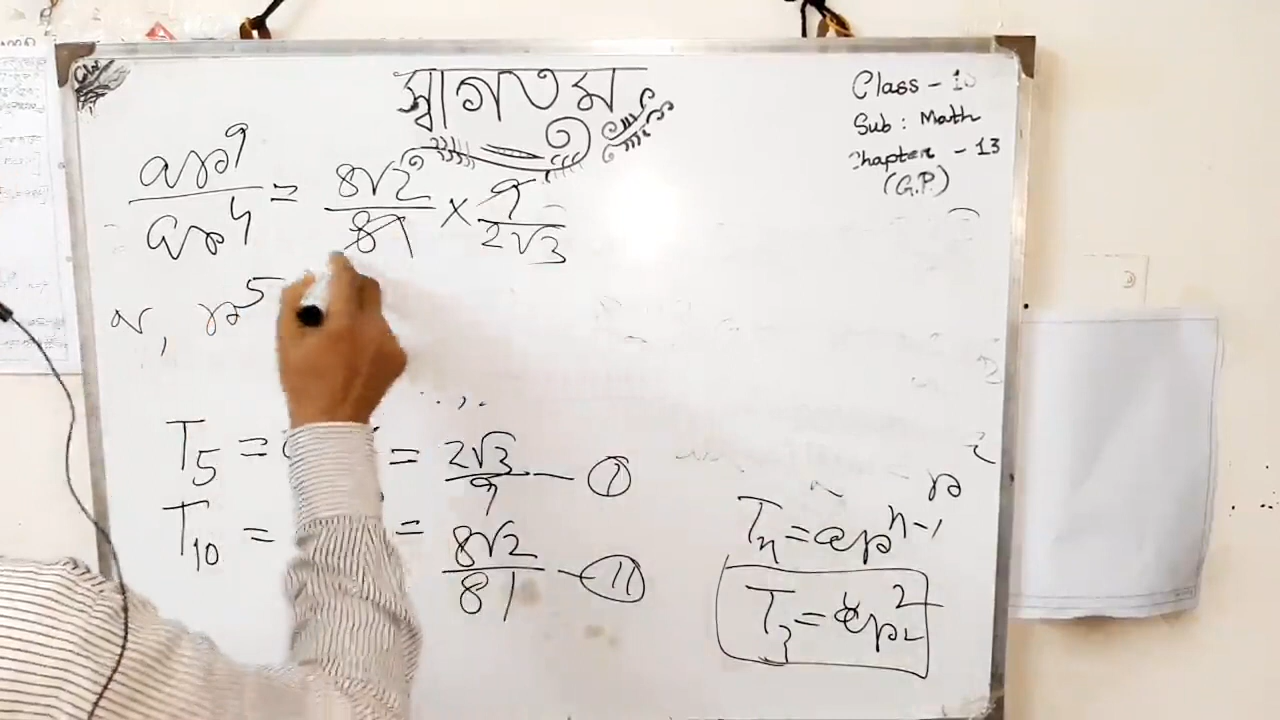 স্বাগতম
Class - 10
Sub : Math
Chapter - 13
(G.P.)
ar⁹/ar⁴ = 8√2/81 × 9/2√3
বা, r⁵
T₅ = = 2√3/9 — ①
T₁₀ = = 8√2/81 — ⑪
r²
Tₙ = arⁿ⁻¹
T₃ = ar²